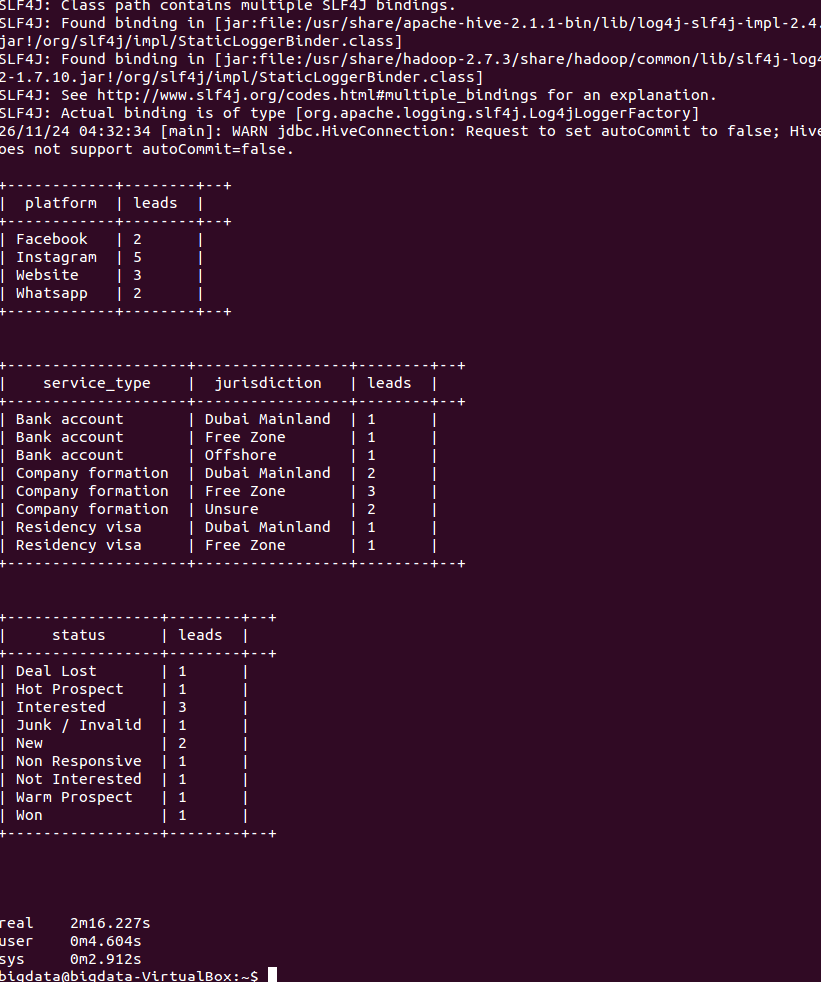 SLF4J: Class path contains multiple SLF4J bindings.
SLF4J: Found binding in [jar:file:/usr/share/apache-hive-2.1.1-bin/lib/log4j-slf4j-impl-2.4.
jar!/org/slf4j/impl/StaticLoggerBinder.class]
SLF4J: Found binding in [jar:file:/usr/share/hadoop-2.7.3/share/hadoop/common/lib/slf4j-log4
2-1.7.10.jar!/org/slf4j/impl/StaticLoggerBinder.class]
SLF4J: See http://www.slf4j.org/codes.html#multiple_bindings for an explanation.
SLF4J: Actual binding is of type [org.apache.logging.slf4j.Log4jLoggerFactory]
26/11/24 04:32:34 [main]: WARN jdbc.HiveConnection: Request to set autoCommit to false; Hive
oes not support autoCommit=false.
+------------+--------+--+
|  platform  | leads  |
+------------+--------+--+
| Facebook   | 2      |
| Instagram  | 5      |
| Website    | 3      |
| Whatsapp   | 2      |
+------------+--------+--+
+--------------------+-----------------+--------+--+
|    service_type    |  jurisdiction   | leads  |
+--------------------+-----------------+--------+--+
| Bank account       | Dubai Mainland  | 1      |
| Bank account       | Free Zone       | 1      |
| Bank account       | Offshore        | 1      |
| Company formation  | Dubai Mainland  | 2      |
| Company formation  | Free Zone       | 3      |
| Company formation  | Unsure          | 2      |
| Residency visa     | Dubai Mainland  | 1      |
| Residency visa     | Free Zone       | 1      |
+--------------------+-----------------+--------+--+
+-----------------+--------+--+
|     status      | leads  |
+-----------------+--------+--+
| Deal Lost       | 1      |
| Hot Prospect    | 1      |
| Interested      | 3      |
| Junk / Invalid  | 1      |
| New             | 2      |
| Non Responsive  | 1      |
| Not Interested  | 1      |
| Warm Prospect   | 1      |
| Won             | 1      |
+-----------------+--------+--+
real    2m16.227s
user    0m4.604s
sys     0m2.912s
bigdata@bigdata-VirtualBox:~$